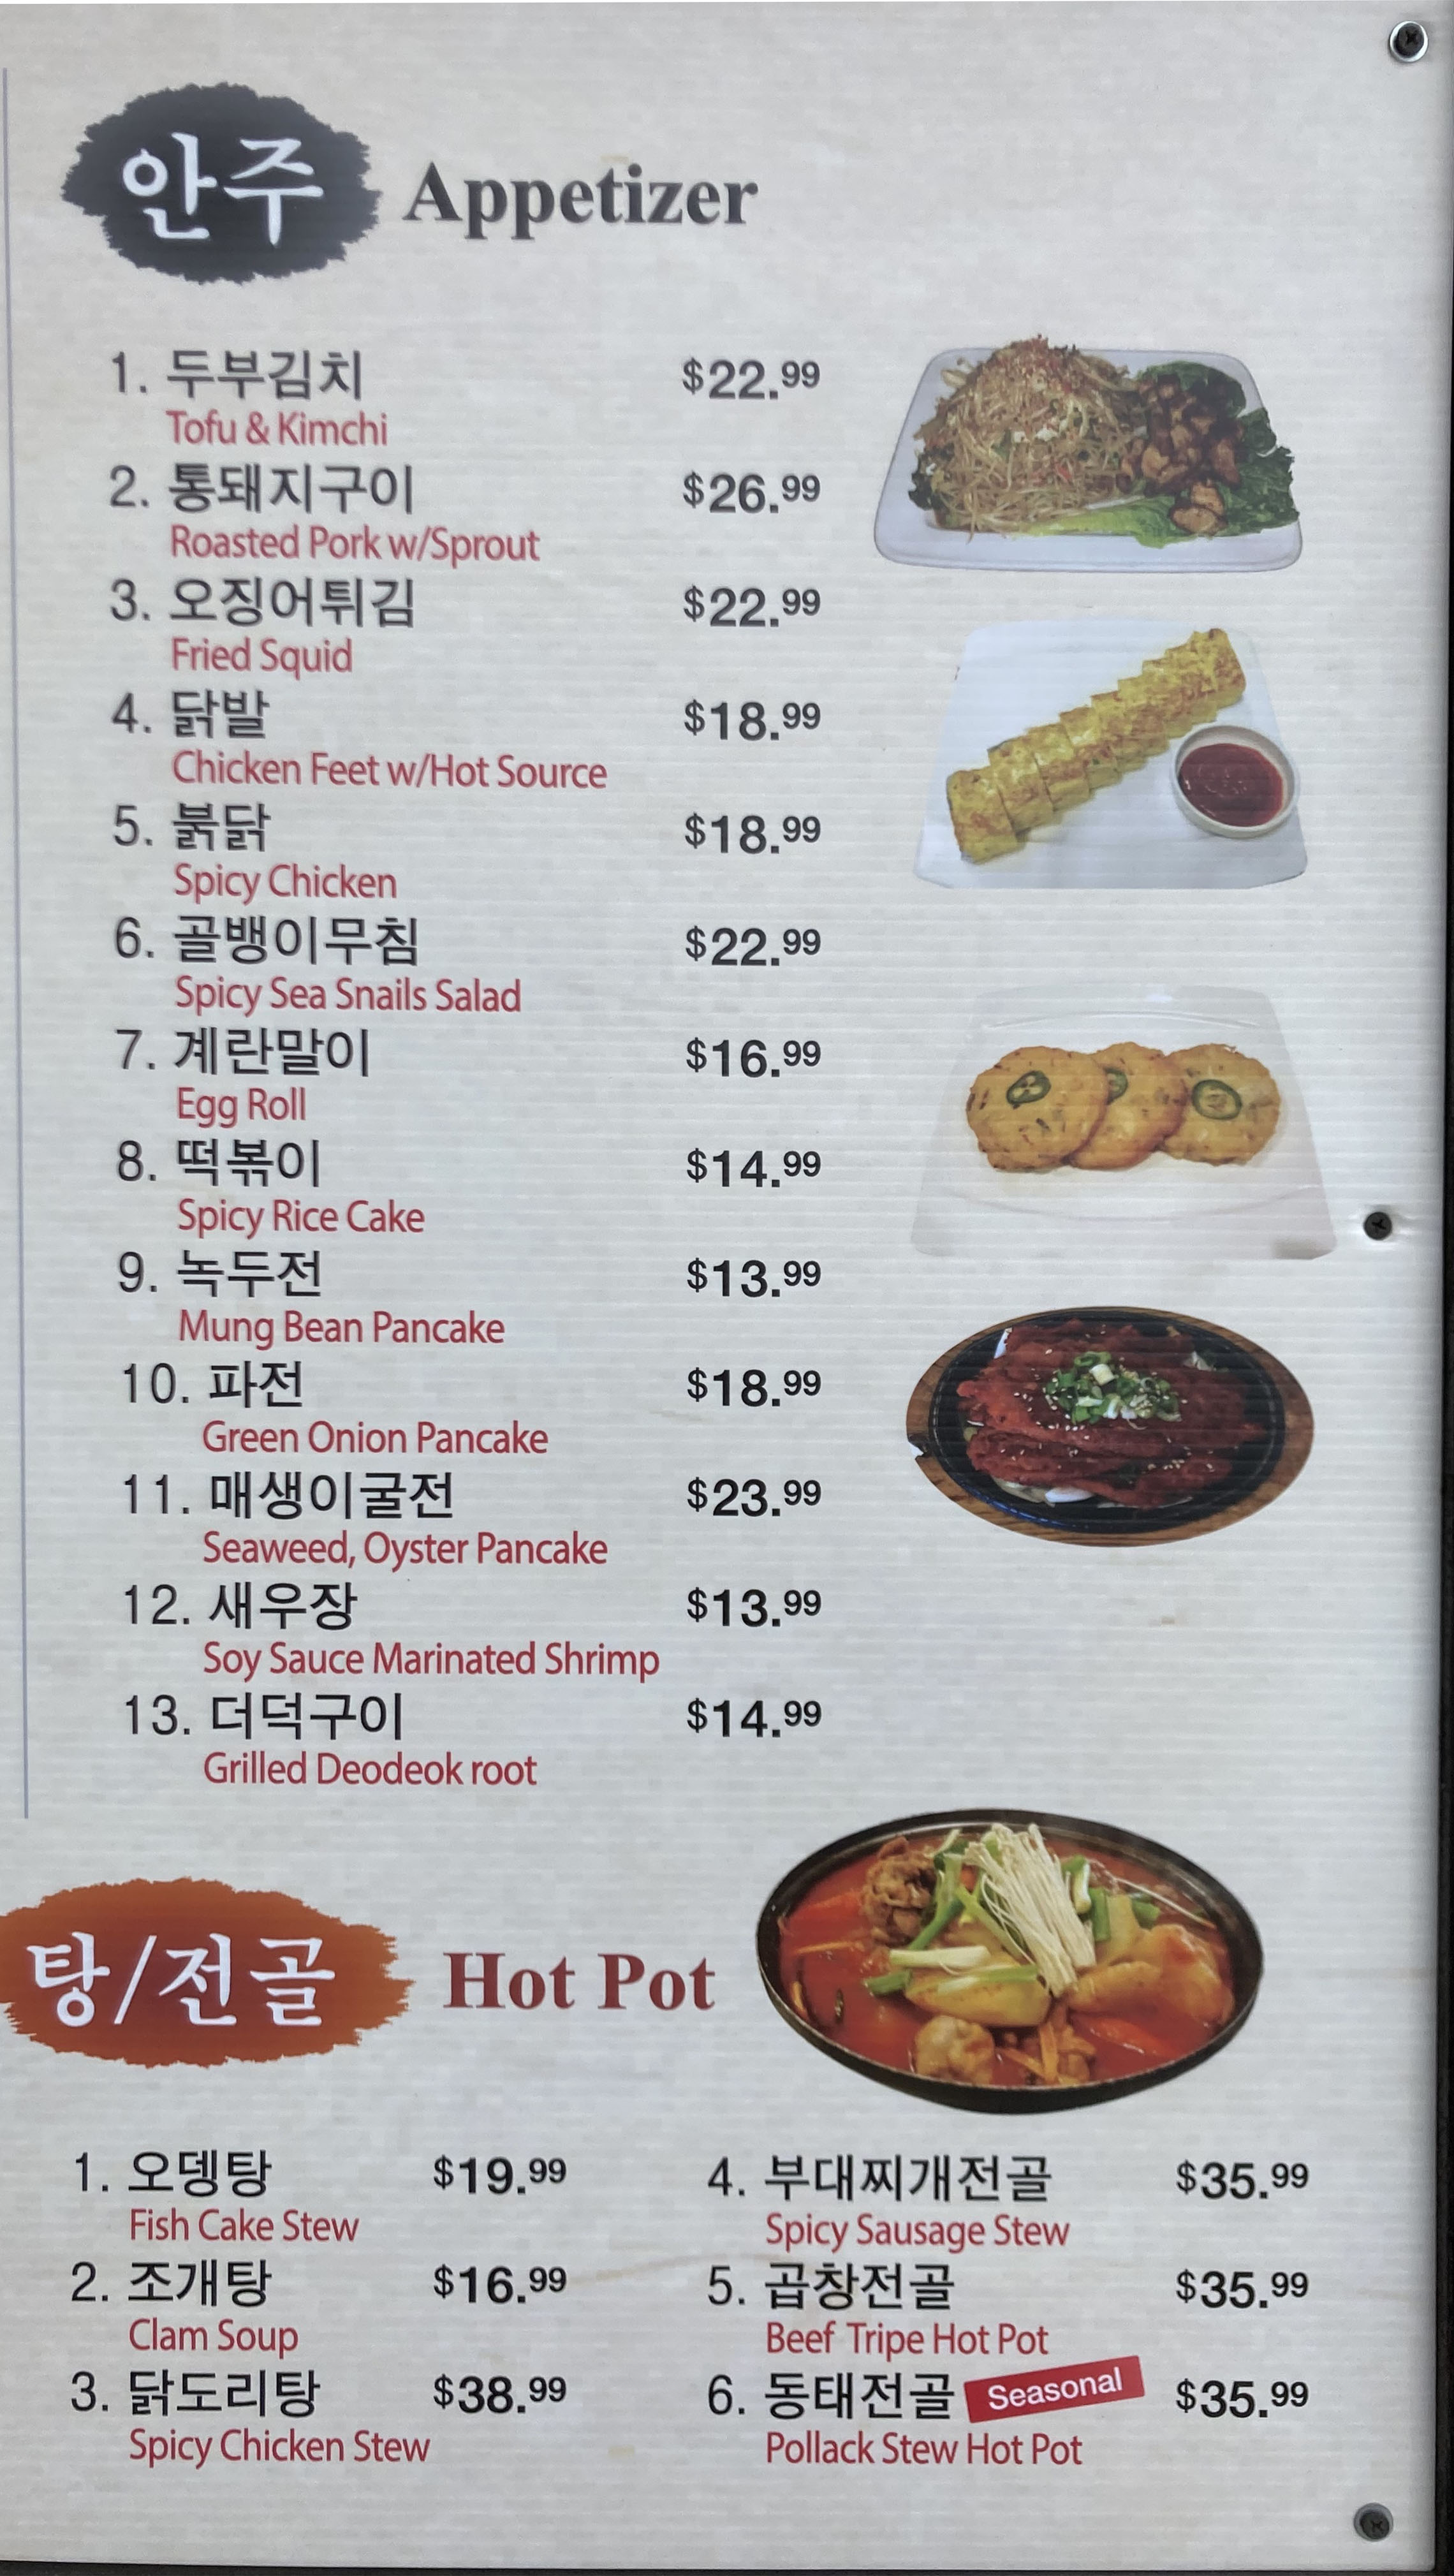 안주 Appetizer
1. 두부김치 $22.99
Tofu & Kimchi
2. 통돼지구이 $26.99
Roasted Pork w/Sprout
3. 오징어튀김 $22.99
Fried Squid
4. 닭발 $18.99
Chicken Feet w/Hot Source
5. 붉닭 $18.99
Spicy Chicken
6. 골뱅이무침 $22.99
Spicy Sea Snails Salad
7. 계란말이 $16.99
Egg Roll
8. 떡볶이 $14.99
Spicy Rice Cake
9. 녹두전 $13.99
Mung Bean Pancake
10. 파전 $18.99
Green Onion Pancake
11. 매생이굴전 $23.99
Seaweed, Oyster Pancake
12. 새우장 $13.99
Soy Sauce Marinated Shrimp
13. 더덕구이 $14.99
Grilled Deodeok root
탕/전골 Hot Pot
1. 오뎅탕 $19.99
Fish Cake Stew
2. 조개탕 $16.99
Clam Soup
3. 닭도리탕 $38.99
Spicy Chicken Stew
4. 부대찌개전골 $35.99
Spicy Sausage Stew
5. 곱창전골 $35.99
Beef Tripe Hot Pot
6. 동태전골 Seasonal $35.99
Pollack Stew Hot Pot